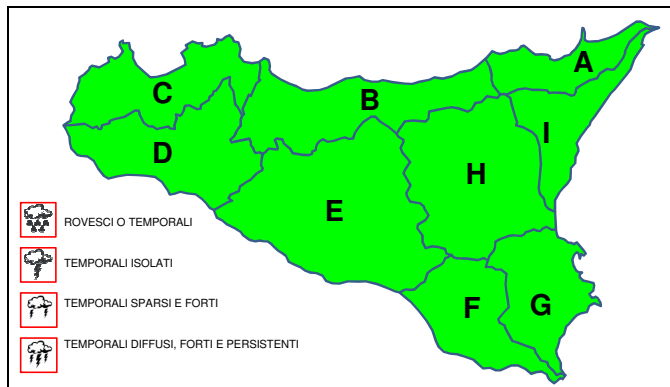 A
C
B
I
D
H
E
ROVESCI O TEMPORALI
TEMPORALI ISOLATI
F
G
TEMPORALI SPARSI E FORTI
TEMPORALI DIFFUSI, FORTI E PERSISTENTI